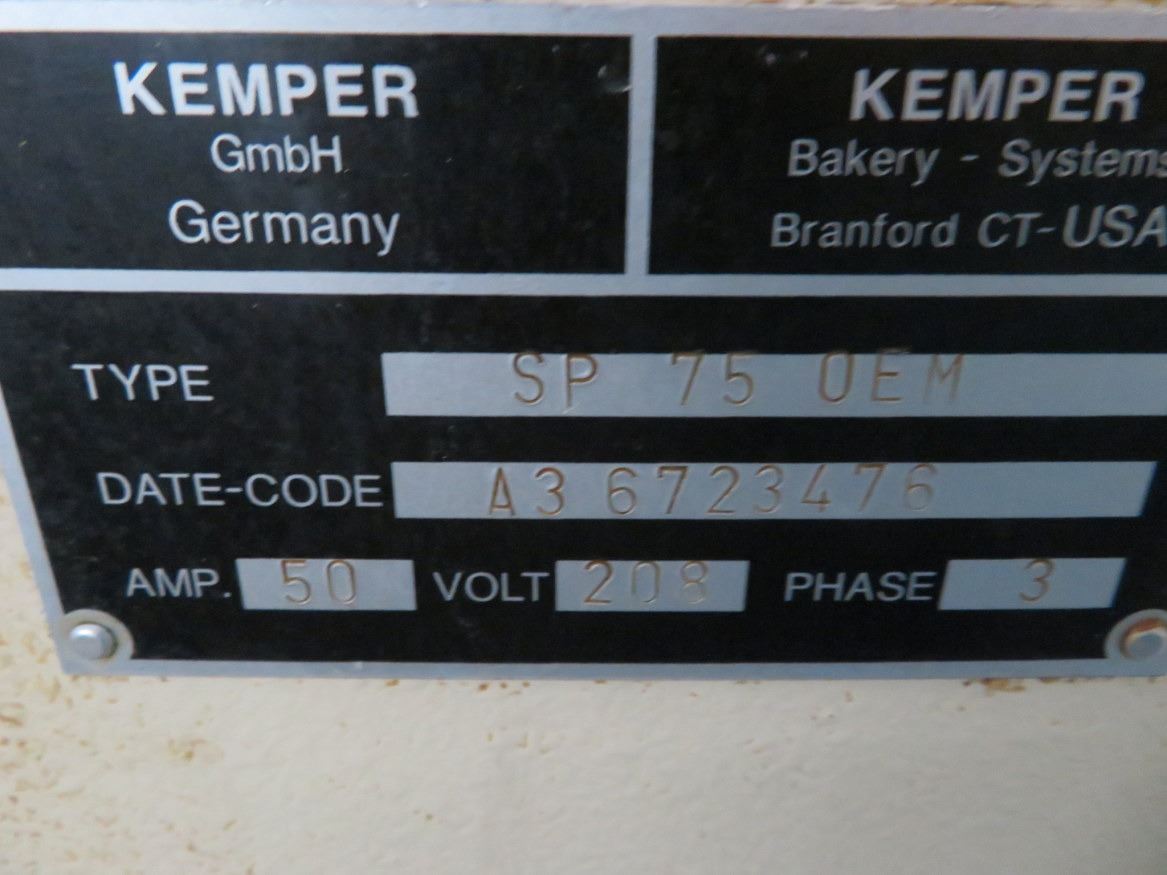 KEMPER
GmbH
Germany
KEMPER
Bakery - Systems
Branford CT-USA
TYPE SP 75 OEM
DATE-CODE A3 6723476
AMP. 50 VOLT 208 PHASE 3